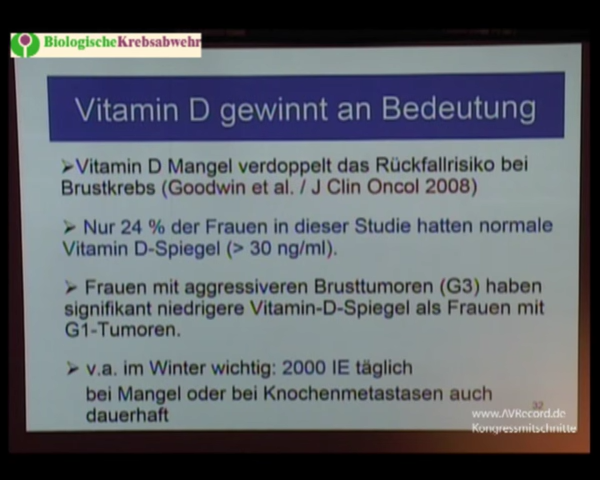 BiologischeKrebsabwehr
Vitamin D gewinnt an Bedeutung
➢Vitamin D Mangel verdoppelt das Rückfallrisiko bei
Brustkrebs (Goodwin et al. / J Clin Oncol 2008)
➢ Nur 24 % der Frauen in dieser Studie hatten normale
Vitamin D-Spiegel (> 30 ng/ml).
➢ Frauen mit aggressiveren Brusttumoren (G3) haben
signifikant niedrigere Vitamin-D-Spiegel als Frauen mit
G1-Tumoren.
➢ v.a. im Winter wichtig: 2000 IE täglich
bei Mangel oder bei Knochenmetastasen auch
dauerhaft
32
www.AVRecord.de
Kongressmitschnitte